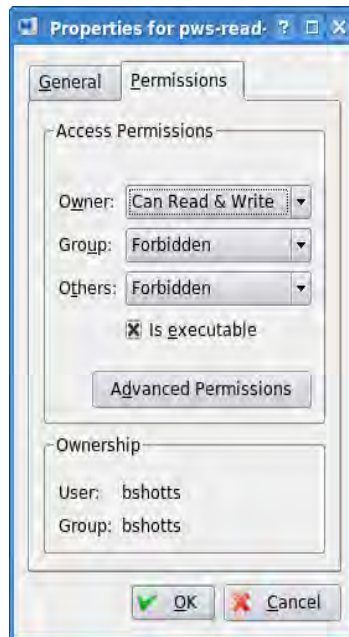 Properties for pws-read- ?
General Permissions
Access Permissions
Owner: Can Read & Write
Group: Forbidden
Others: Forbidden
Is executable
Advanced Permissions
Ownership
User: bshotts
Group: bshotts
OK Cancel